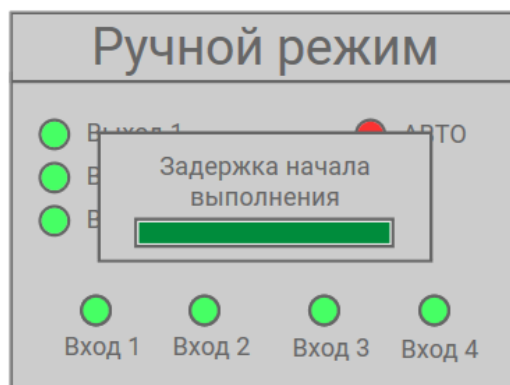 Ручной режим
АВТО
Задержка начала
выполнения
Вход 1 Вход 2 Вход 3 Вход 4